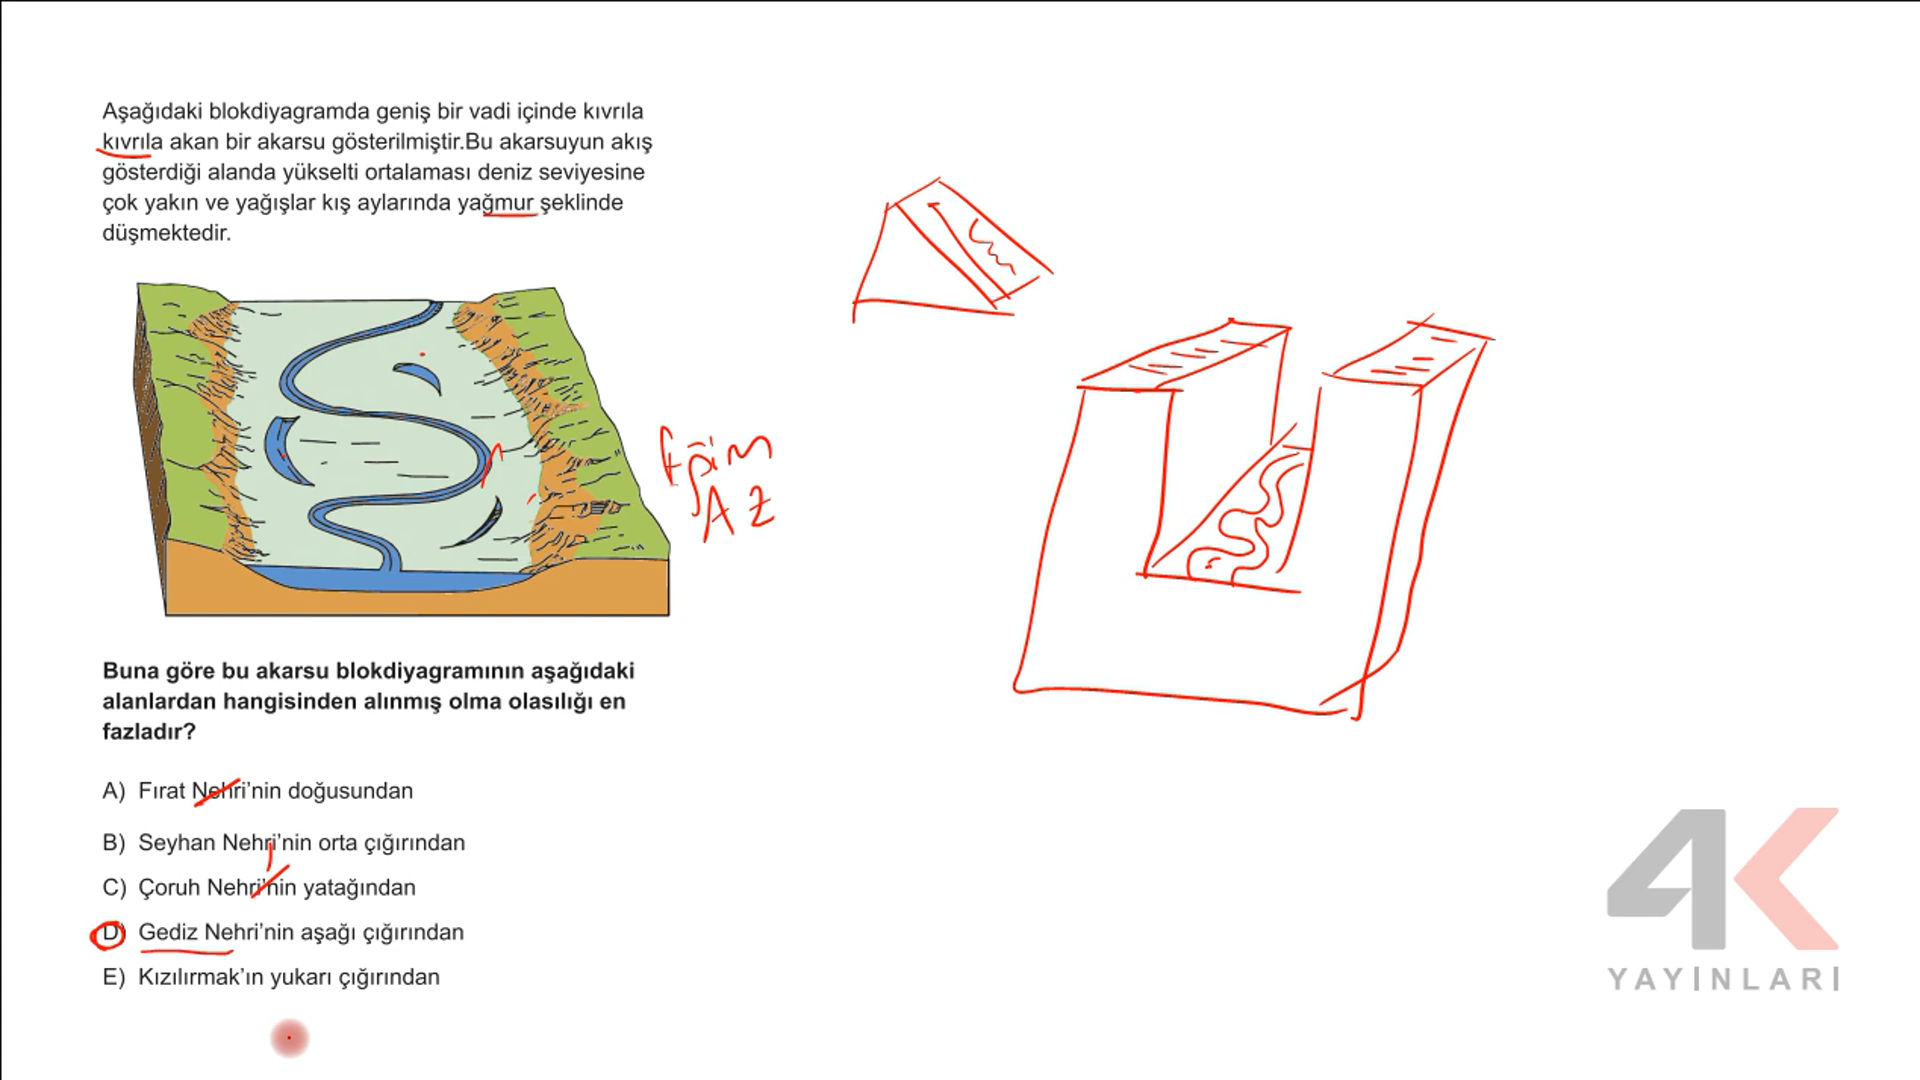 Aşağıdaki blokdiyagramda geniş bir vadi içinde kıvrıla
kıvrıla akan bir akarsu gösterilmiştir.Bu akarsuyun akış
gösterdiği alanda yükselti ortalaması deniz seviyesine
çok yakın ve yağışlar kış aylarında yağmur şeklinde
düşmektedir.
Eğim
AZ
Buna göre bu akarsu blokdiyagramının aşağıdaki
alanlardan hangisinden alınmış olma olasılığı en
fazladır?
A) Fırat Nehri’nin doğusundan
B) Seyhan Nehri’nin orta çığırından
C) Çoruh Nehri’nin yatağından
D) Gediz Nehri’nin aşağı çığırından
E) Kızılırmak’ın yukarı çığırından
4K
YAYINLARI